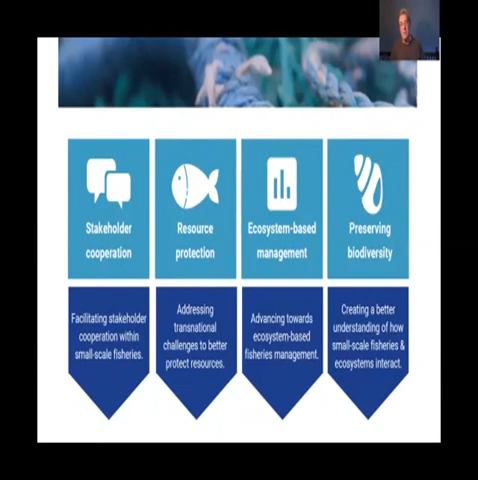 Stakeholder
cooperation
Resource
protection
Ecosystem-based
management
Preserving
biodiversity
Facilitating stakeholder
cooperation within
small-scale fisheries.
Addressing
transnational
challenges to better
protect resources.
Advancing towards
ecosystem-based
fisheries management.
Creating a better
understanding of how
small-scale fisheries &
ecosystems interact.